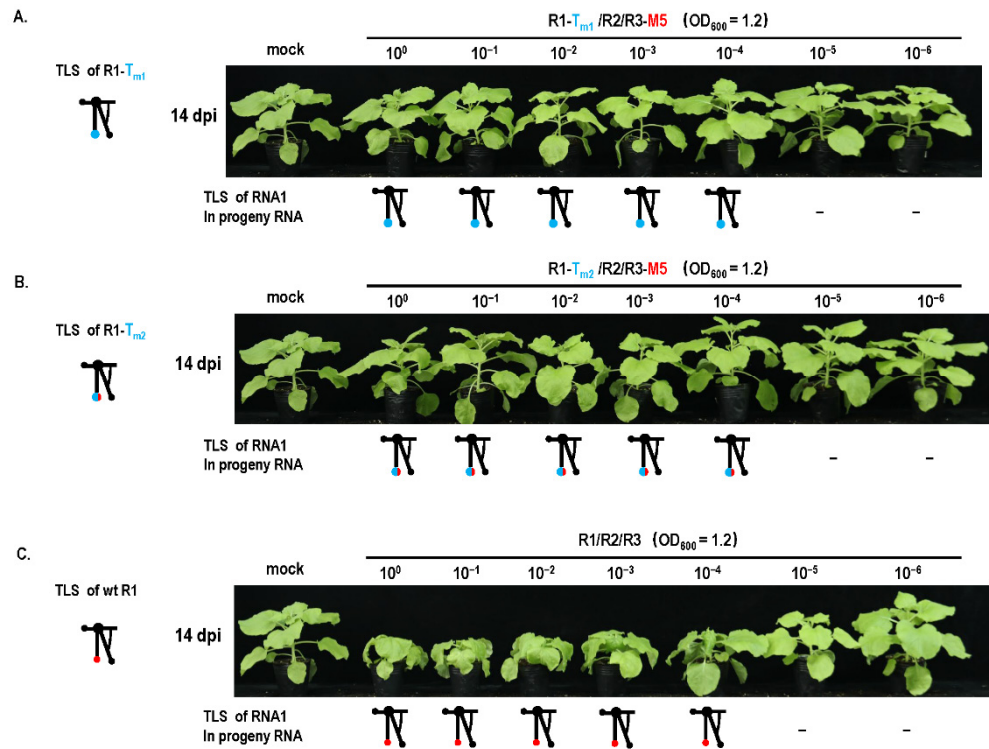 A.
R1-Tm1 /R2/R3-M5 (OD600 = 1.2)
mock 10⁰ 10⁻¹ 10⁻² 10⁻³ 10⁻⁴ 10⁻⁵ 10⁻⁶
TLS of R1-Tm1
14 dpi
TLS of RNA1
In progeny RNA
– –
B.
R1-Tm2 /R2/R3-M5 (OD600 = 1.2)
mock 10⁰ 10⁻¹ 10⁻² 10⁻³ 10⁻⁴ 10⁻⁵ 10⁻⁶
TLS of R1-Tm2
14 dpi
TLS of RNA1
In progeny RNA
– –
C.
R1/R2/R3 (OD600 = 1.2)
mock 10⁰ 10⁻¹ 10⁻² 10⁻³ 10⁻⁴ 10⁻⁵ 10⁻⁶
TLS of wt R1
14 dpi
TLS of RNA1
In progeny RNA
– –